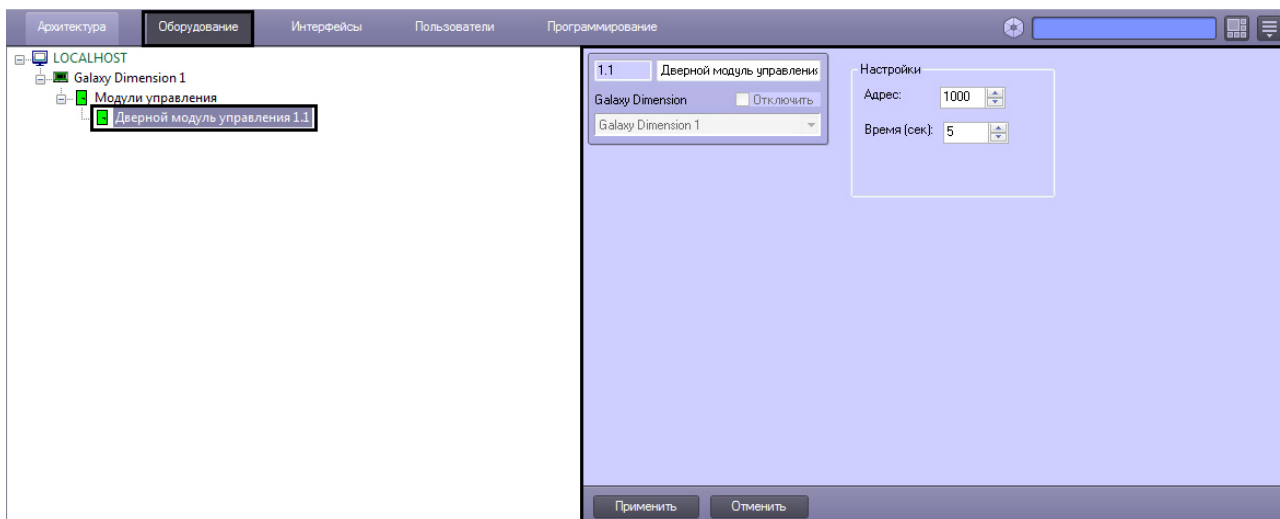 Архитектура Оборудование Интерфейсы Пользователи Программирование
LOCALHOST
Galaxy Dimension 1
Модули управления
Дверной модуль управления 1.1
1.1 Дверной модуль управлени
Galaxy Dimension Отключить
Galaxy Dimension 1
Настройки
Адрес: 1000
Время (сек): 5
Применить Отменить